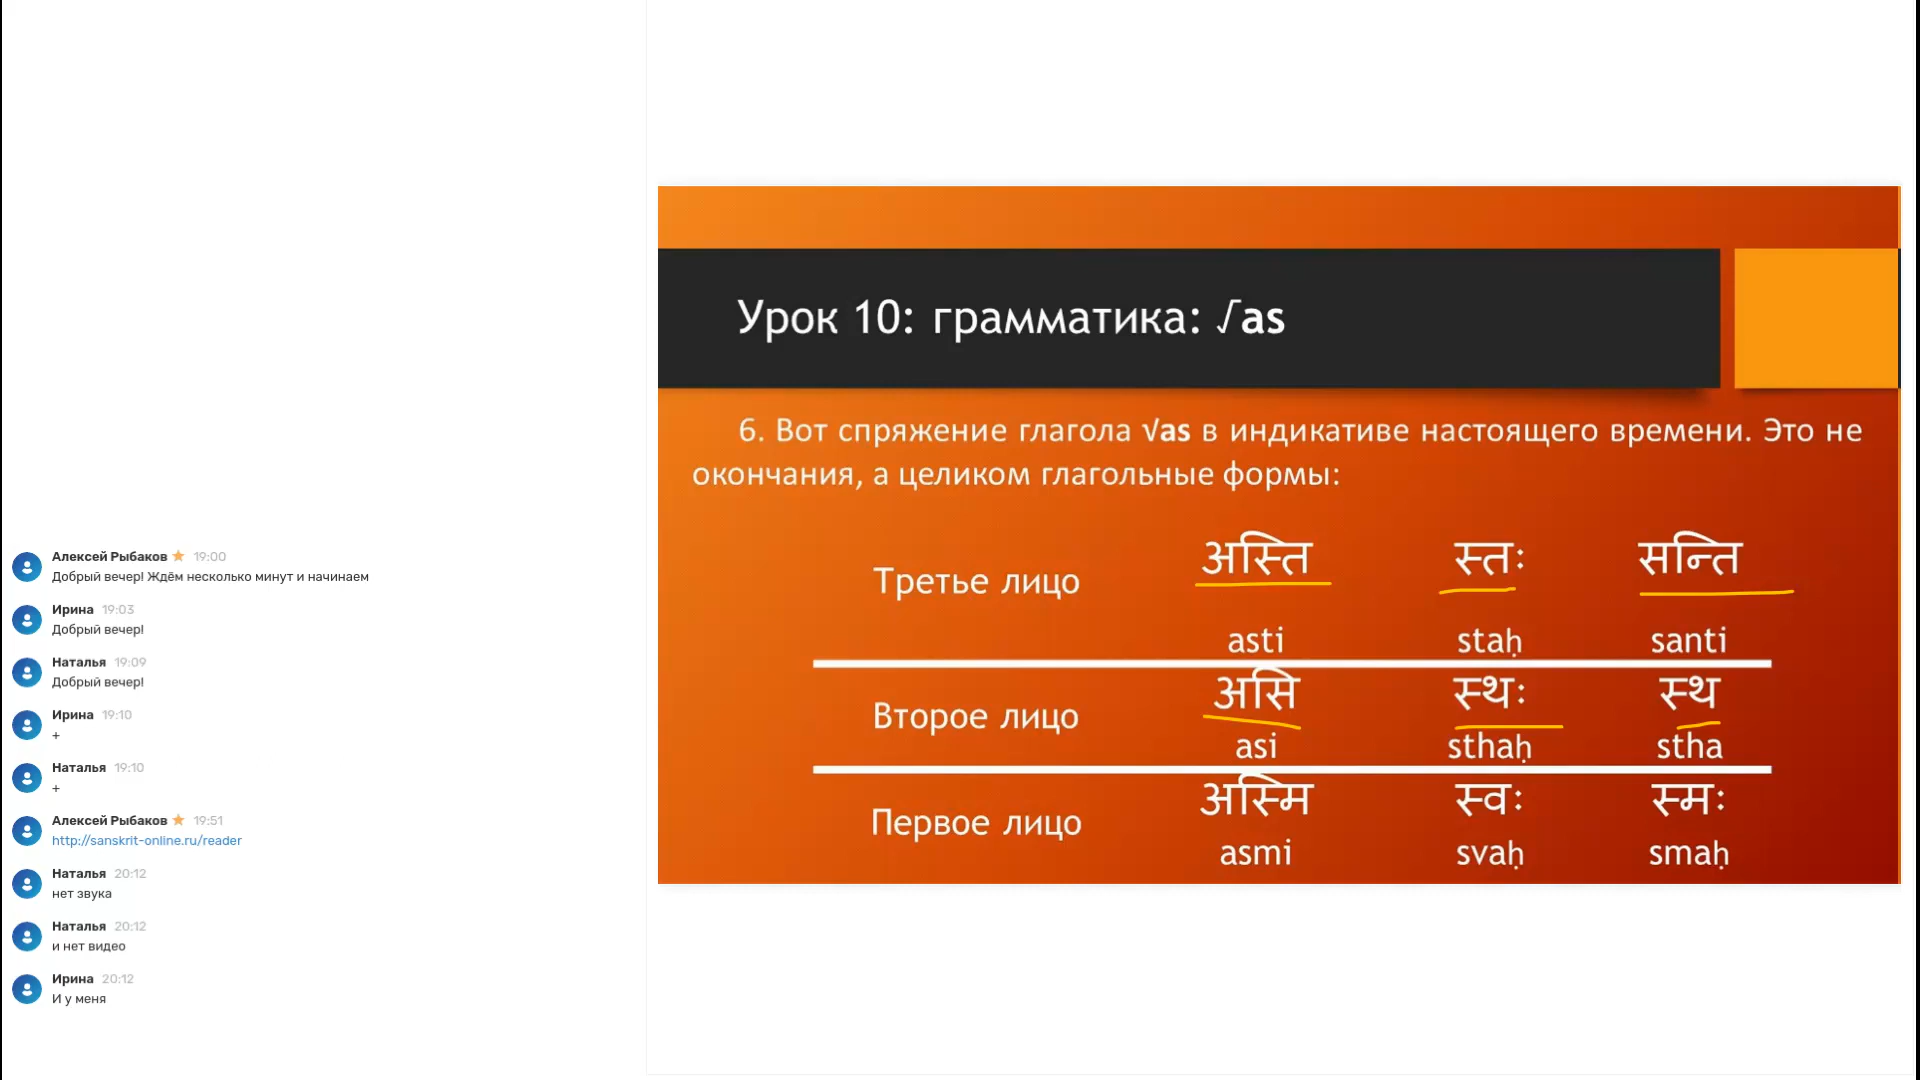 Алексей Рыбаков 19:00
Добрый вечер! Ждём несколько минут и начинаем
Ирина 19:03
Добрый вечер!
Наталья 19:09
Добрый вечер!
Ирина 19:10
+
Наталья 19:10
+
Алексей Рыбаков 19:51
http://sanskrit-online.ru/reader
Наталья 20:12
нет звука
Наталья 20:12
и нет видео
Ирина 20:12
И у меня
Урок 10: грамматика: √as
6. Вот спряжение глагола √as в индикативе настоящего времени. Это не
окончания, а целиком глагольные формы:
Третье лицо अस्ति स्तः सन्ति
asti staḥ santi
Второе лицо असि स्थः स्थ
asi sthaḥ stha
Первое лицо अस्मि स्वः स्मः
asmi svaḥ smaḥ